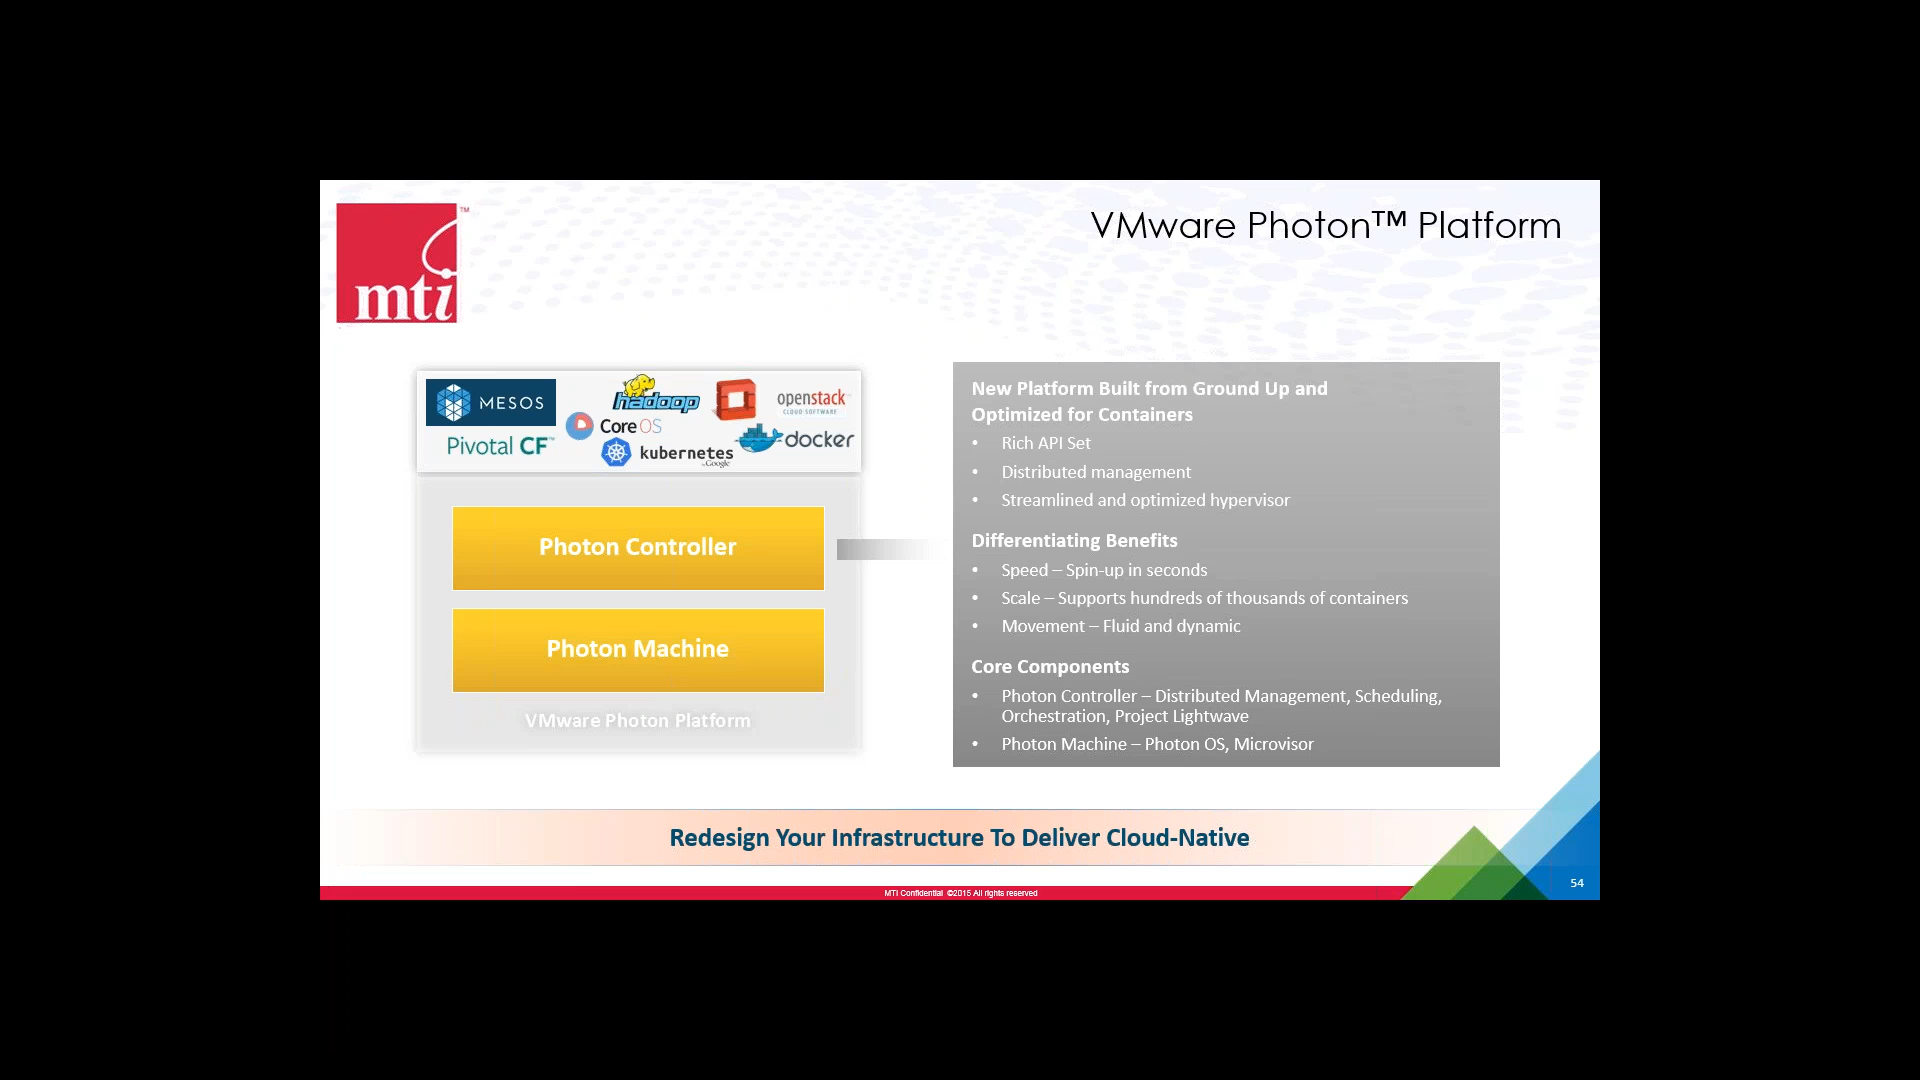 mti™
VMware Photon™ Platform
MESOS
hadoop
openstack
CLOUD SOFTWARE
Core OS
docker
Pivotal CF™
kubernetes
by Google
Photon Controller
Photon Machine
VMware Photon Platform
New Platform Built from Ground Up and
Optimized for Containers
• Rich API Set
• Distributed management
• Streamlined and optimized hypervisor
Differentiating Benefits
• Speed – Spin-up in seconds
• Scale – Supports hundreds of thousands of containers
• Movement – Fluid and dynamic
Core Components
• Photon Controller – Distributed Management, Scheduling,
Orchestration, Project Lightwave
• Photon Machine – Photon OS, Microvisor
Redesign Your Infrastructure To Deliver Cloud-Native
MTI Confidential ©2015 All rights reserved
54